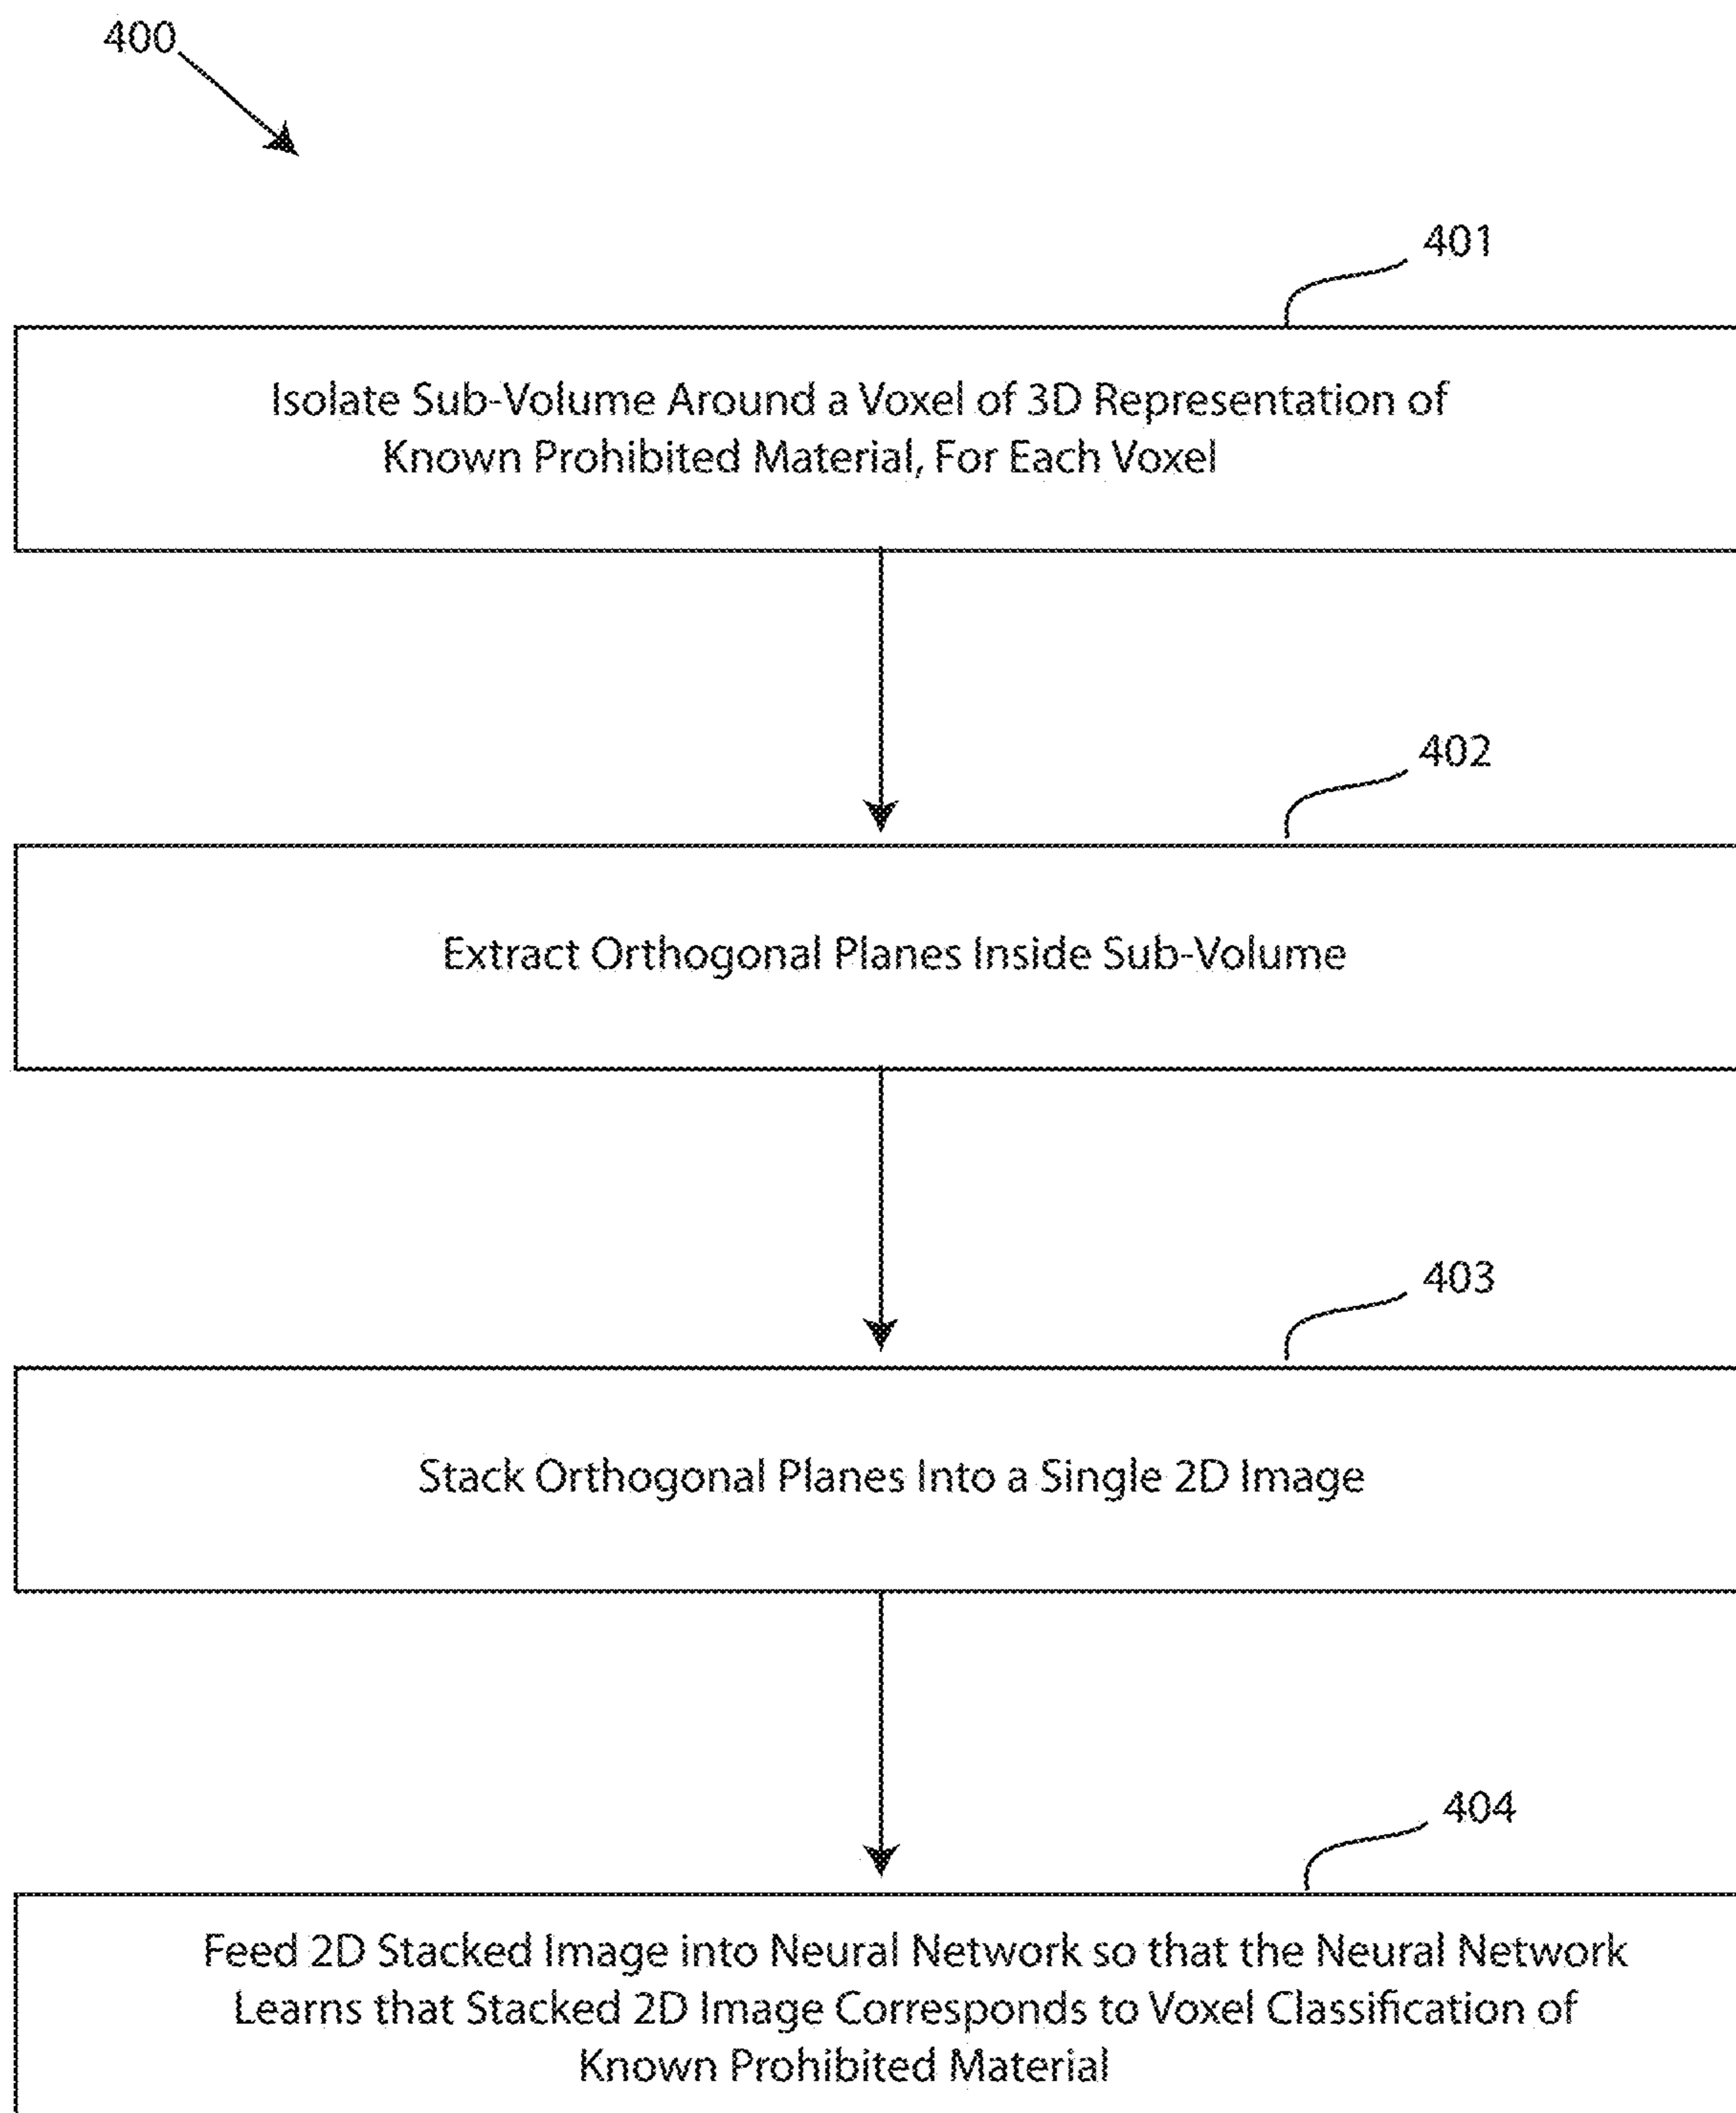 400
401
Isolate Sub-Volume Around a Voxel of 3D Representation of
Known Prohibited Material, For Each Voxel
402
Extract Orthogonal Planes Inside Sub-Volume
403
Stack Orthogonal Planes Into a Single 2D Image
404
Feed 2D Stacked Image into Neural Network so that the Neural Network
Learns that Stacked 2D Image Corresponds to Voxel Classification of
Known Prohibited Material